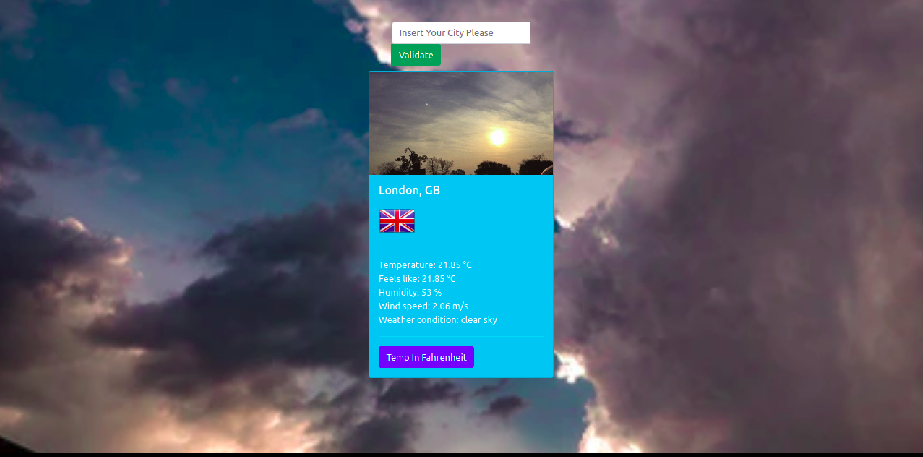 Insert Your City Please
Validate
London, GB
Temperature: 21.85 °C
Feels like: 21.85 °C
Humidity: 53 %
Wind speed: 2.06 m/s
Weather condition: clear sky
Temp In Fahrenheit